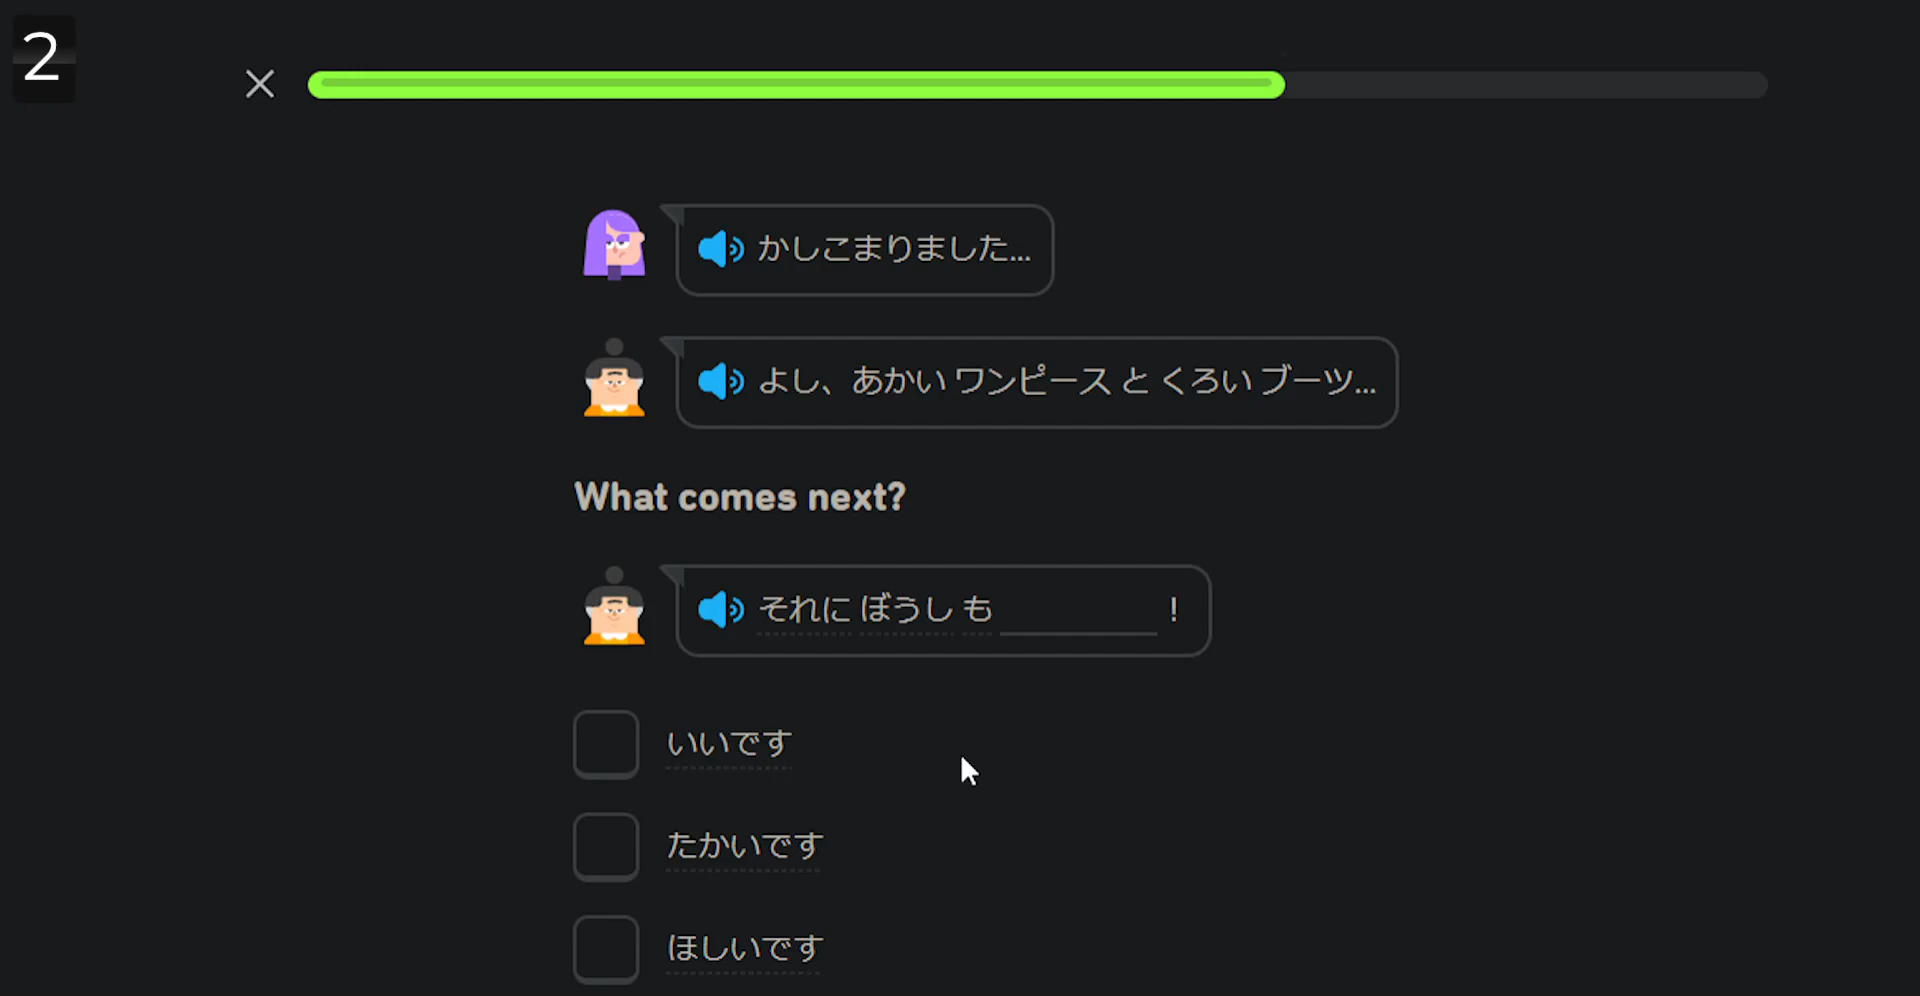 2
かしこまりました...
よし、あかい ワンピース と くろい ブーツ...
What comes next?
それに ぼうし も ________ !
いいです
たかいです
ほしいです